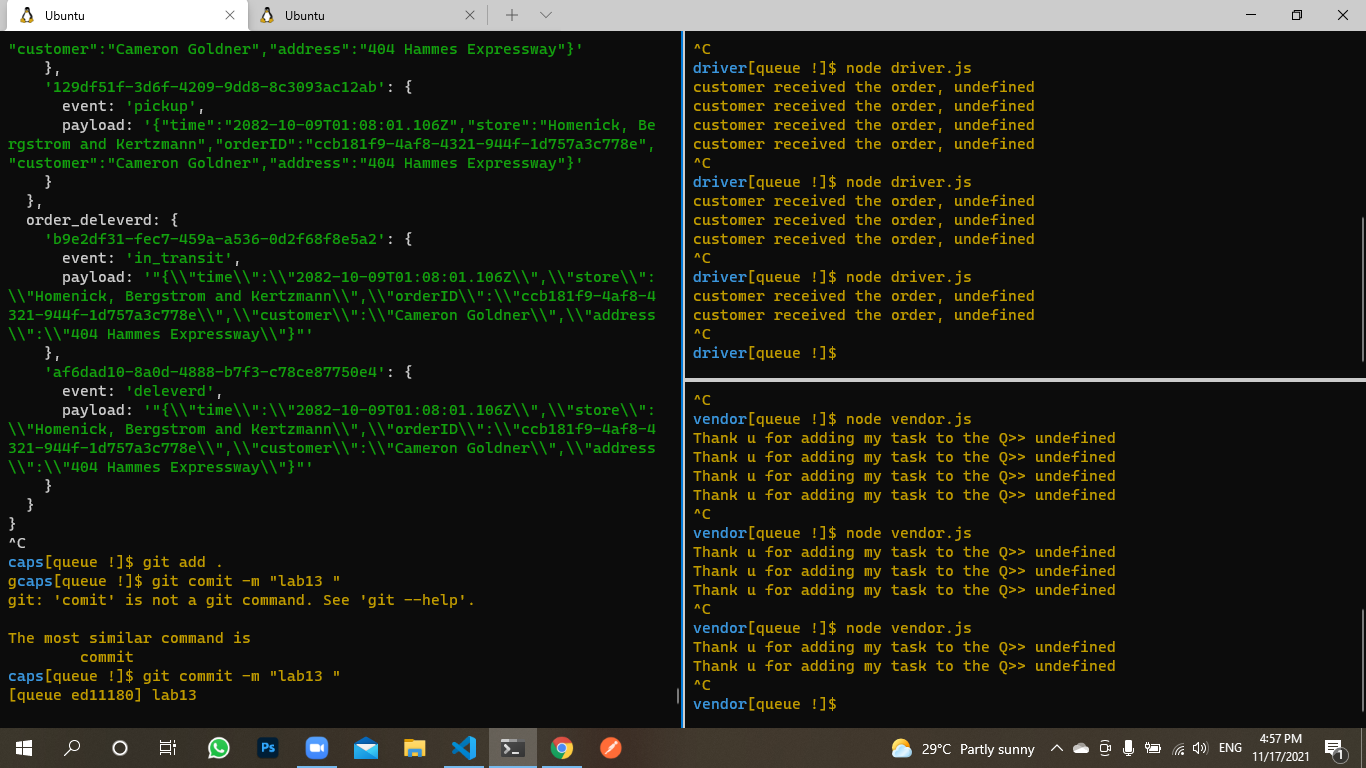 Ubuntu
Ubuntu
"customer":"Cameron Goldner","address":"404 Hammes Expressway"}'
},
'129df51f-3d6f-4209-9dd8-8c3093ac12ab': {
event: 'pickup',
payload: '{"time":"2082-10-09T01:08:01.106Z","store":"Homenick, Be
rgstrom and Kertzmann","orderID":"ccb181f9-4af8-4321-944f-1d757a3c778e",
"customer":"Cameron Goldner","address":"404 Hammes Expressway"}'
}
},
order_deleverd: {
'b9e2df31-fec7-459a-a536-0d2f68f8e5a2': {
event: 'in_transit',
payload: '"{\\"time\\":\\"2082-10-09T01:08:01.106Z\\",\\"store\\":
\\"Homenick, Bergstrom and Kertzmann\\",\\"orderID\\":\\"ccb181f9-4af8-4
321-944f-1d757a3c778e\\",\\"customer\\":\\"Cameron Goldner\\",\\"address
\\":\\"404 Hammes Expressway\\"}"'
},
'af6dad10-8a0d-4888-b7f3-c78ce87750e4': {
event: 'deleverd',
payload: '"{\\"time\\":\\"2082-10-09T01:08:01.106Z\\",\\"store\\":
\\"Homenick, Bergstrom and Kertzmann\\",\\"orderID\\":\\"ccb181f9-4af8-4
321-944f-1d757a3c778e\\",\\"customer\\":\\"Cameron Goldner\\",\\"address
\\":\\"404 Hammes Expressway\\"}"'
}
}
}
^C
caps[queue !]$ git add .
gcaps[queue !]$ git comit -m "lab13 "
git: 'comit' is not a git command. See 'git --help'.
The most similar command is
commit
caps[queue !]$ git commit -m "lab13 "
[queue ed11180] lab13
^C
driver[queue !]$ node driver.js
customer received the order, undefined
customer received the order, undefined
customer received the order, undefined
customer received the order, undefined
^C
driver[queue !]$ node driver.js
customer received the order, undefined
customer received the order, undefined
customer received the order, undefined
^C
driver[queue !]$ node driver.js
customer received the order, undefined
customer received the order, undefined
^C
driver[queue !]$
^C
vendor[queue !]$ node vendor.js
Thank u for adding my task to the Q>> undefined
Thank u for adding my task to the Q>> undefined
Thank u for adding my task to the Q>> undefined
Thank u for adding my task to the Q>> undefined
^C
vendor[queue !]$ node vendor.js
Thank u for adding my task to the Q>> undefined
Thank u for adding my task to the Q>> undefined
Thank u for adding my task to the Q>> undefined
^C
vendor[queue !]$ node vendor.js
Thank u for adding my task to the Q>> undefined
Thank u for adding my task to the Q>> undefined
^C
vendor[queue !]$
Ps
29°C Partly sunny
ENG
4:57 PM
11/17/2021
1